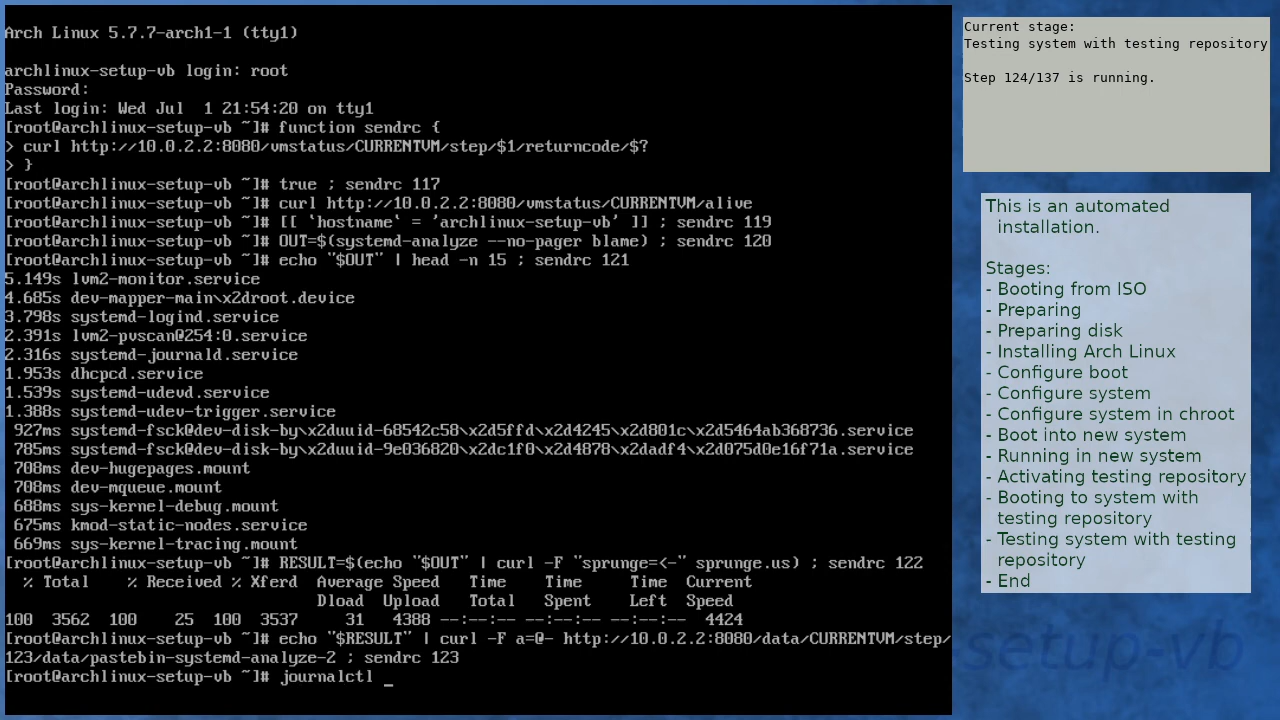 Arch Linux 5.7.7-arch1-1 (tty1)
archlinux-setup-vb login: root
Password:
Last login: Wed Jul  1 21:54:20 on tty1
[root@archlinux-setup-vb ~]# function sendrc {
> curl http://10.0.2.2:8080/vmstatus/CURRENTVM/step/$1/returncode/$?
> }
[root@archlinux-setup-vb ~]# true ; sendrc 117
[root@archlinux-setup-vb ~]# curl http://10.0.2.2:8080/vmstatus/CURRENTVM/alive
[root@archlinux-setup-vb ~]# [[ `hostname` = 'archlinux-setup-vb' ]] ; sendrc 119
[root@archlinux-setup-vb ~]# OUT=$(systemd-analyze --no-pager blame) ; sendrc 120
[root@archlinux-setup-vb ~]# echo "$OUT" | head -n 15 ; sendrc 121
5.149s lvm2-monitor.service
4.685s dev-mapper-main\x2droot.device
3.798s systemd-logind.service
2.391s lvm2-pvscan@254:0.service
2.316s systemd-journald.service
1.953s dhcpcd.service
1.539s systemd-udevd.service
1.388s systemd-udev-trigger.service
 927ms systemd-fsck@dev-disk-by\x2duuid-68542c58\x2d5ffd\x2d4245\x2d801c\x2d5464ab368736.service
 785ms systemd-fsck@dev-disk-by\x2duuid-9e036820\x2dc1f0\x2d4878\x2dadf4\x2d075d0e16f71a.service
 708ms dev-hugepages.mount
 708ms dev-mqueue.mount
 688ms sys-kernel-debug.mount
 675ms kmod-static-nodes.service
 669ms sys-kernel-tracing.mount
[root@archlinux-setup-vb ~]# RESULT=$(echo "$OUT" | curl -F "sprunge=<-" sprunge.us) ; sendrc 122
  % Total    % Received % Xferd  Average Speed   Time    Time     Time  Current
                                 Dload  Upload   Total   Spent    Left  Speed
100  3562  100    25  100  3537     31   4388 --:--:-- --:--:-- --:--:--  4424
[root@archlinux-setup-vb ~]# echo "$RESULT" | curl -F a=@- http://10.0.2.2:8080/data/CURRENTVM/step/
123/data/pastebin-systemd-analyze-2 ; sendrc 123
[root@archlinux-setup-vb ~]# journalctl _
Current stage:
Testing system with testing repository
Step 124/137 is running.
This is an automated
installation.
Stages:
- Booting from ISO
- Preparing
- Preparing disk
- Installing Arch Linux
- Configure boot
- Configure system
- Configure system in chroot
- Boot into new system
- Running in new system
- Activating testing repository
- Booting to system with
testing repository
- Testing system with testing
repository
- End
setup-vb